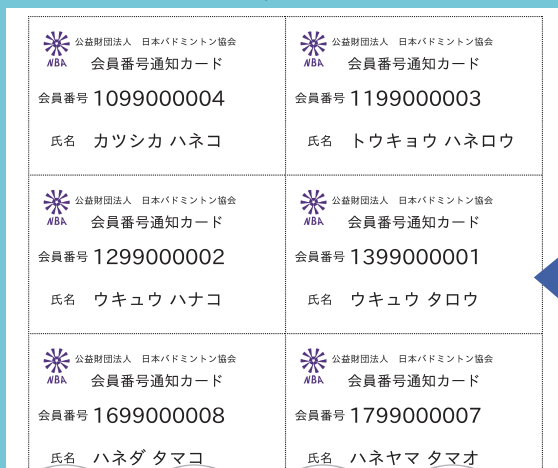 NBA 公益財団法人 日本バドミントン協会
会員番号通知カード
会員番号 1099000004
氏名 カツシカ ハネコ
NBA 公益財団法人 日本バドミントン協会
会員番号通知カード
会員番号 1199000003
氏名 トウキョウ ハネロウ
NBA 公益財団法人 日本バドミントン協会
会員番号通知カード
会員番号 1299000002
氏名 ウキュウ ハナコ
NBA 公益財団法人 日本バドミントン協会
会員番号通知カード
会員番号 1399000001
氏名 ウキュウ タロウ
NBA 公益財団法人 日本バドミントン協会
会員番号通知カード
会員番号 1699000008
氏名 ハネダ タマコ
NBA 公益財団法人 日本バドミントン協会
会員番号通知カード
会員番号 1799000007
氏名 ハネヤマ タマオ